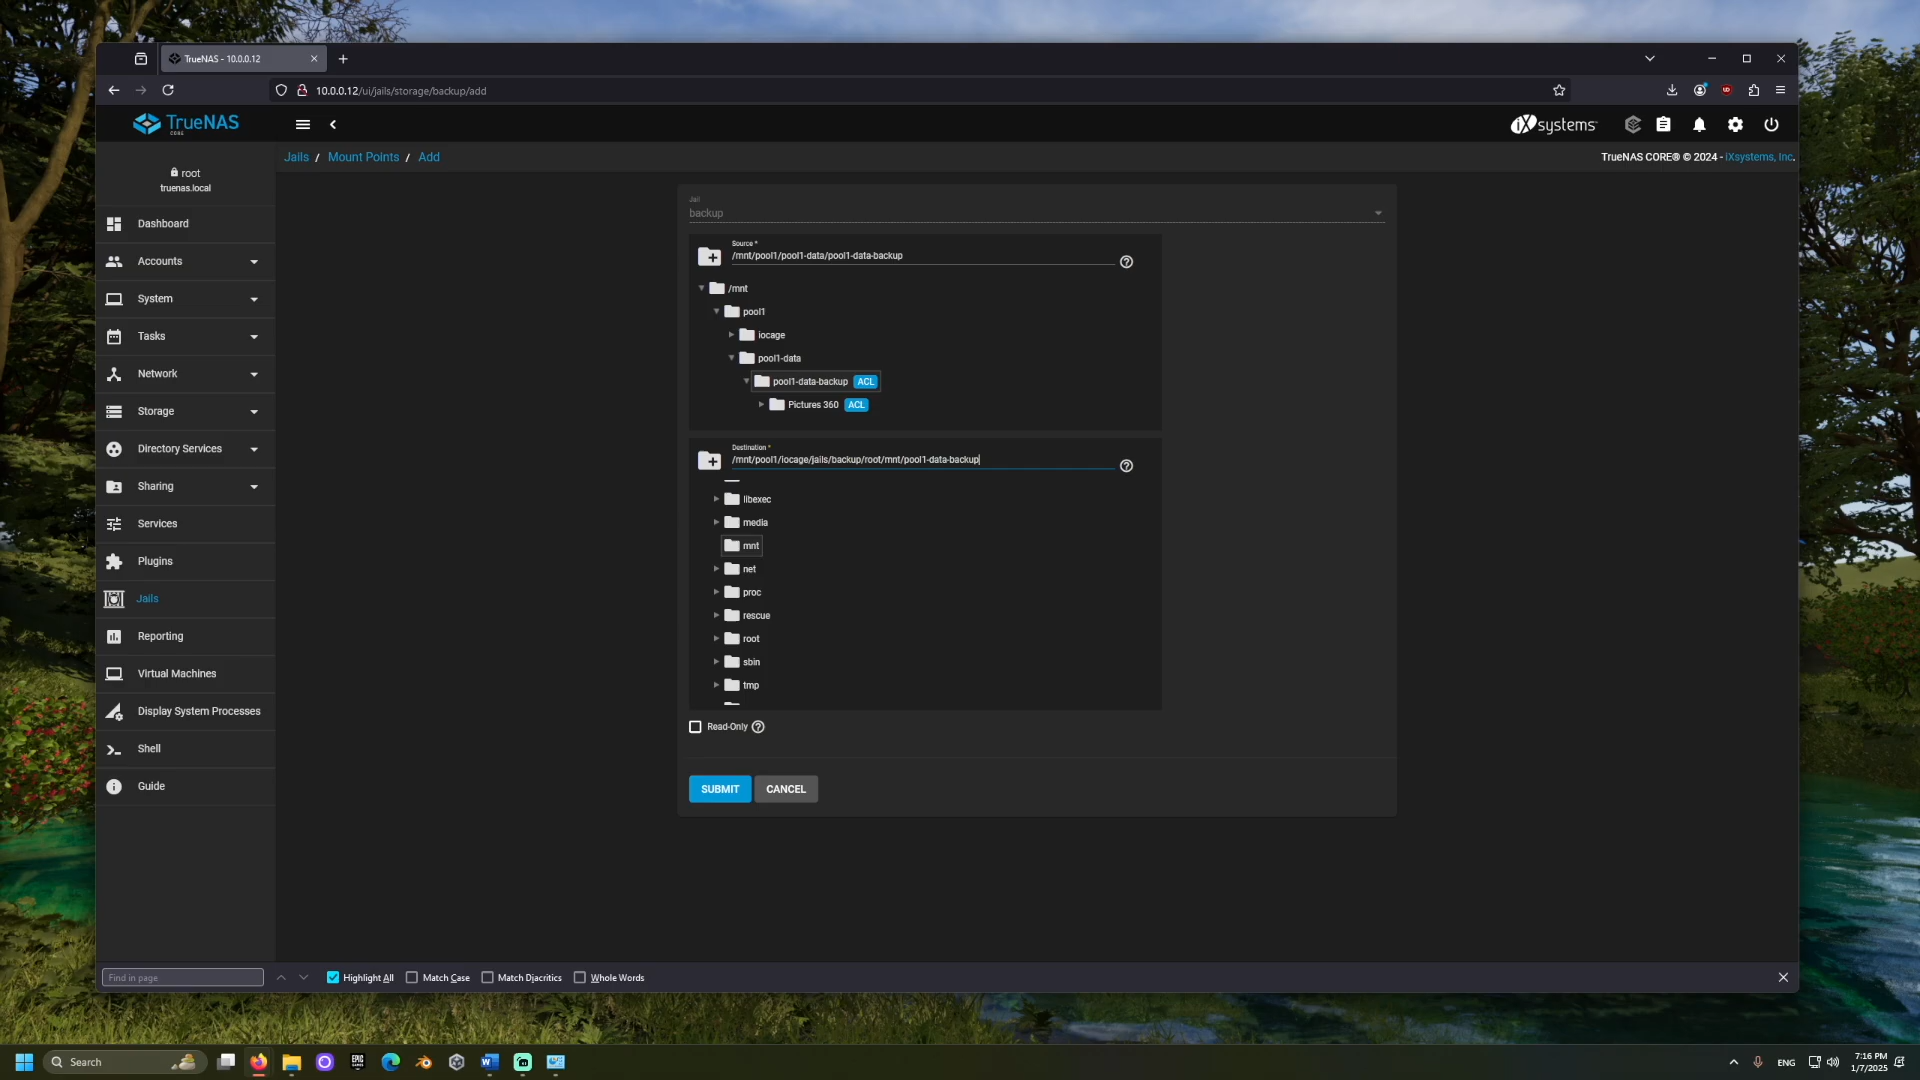 TrueNAS - 10.0.0.12
10.0.0.12/ui/jails/storage/backup/add
TrueNAS
CORE
iXsystems
Jails / Mount Points / Add
TrueNAS CORE® © 2024 - iXsystems, Inc.
root
truenas.local
Dashboard
Accounts
System
Tasks
Network
Storage
Directory Services
Sharing
Services
Plugins
Jails
Reporting
Virtual Machines
Display System Processes
Shell
Guide
Jail
backup
Source *
/mnt/pool1/pool1-data/pool1-data-backup
/mnt
pool1
iocage
pool1-data
pool1-data-backup ACL
Pictures 360 ACL
Destination *
/mnt/pool1/iocage/jails/backup/root/mnt/pool1-data-backup
libexec
media
mnt
net
proc
rescue
root
sbin
tmp
Read-Only
SUBMIT CANCEL
Find in page
Highlight All Match Case Match Diacritics Whole Words
Search
EPIC GAMES
ENG
7:16 PM
1/7/2025